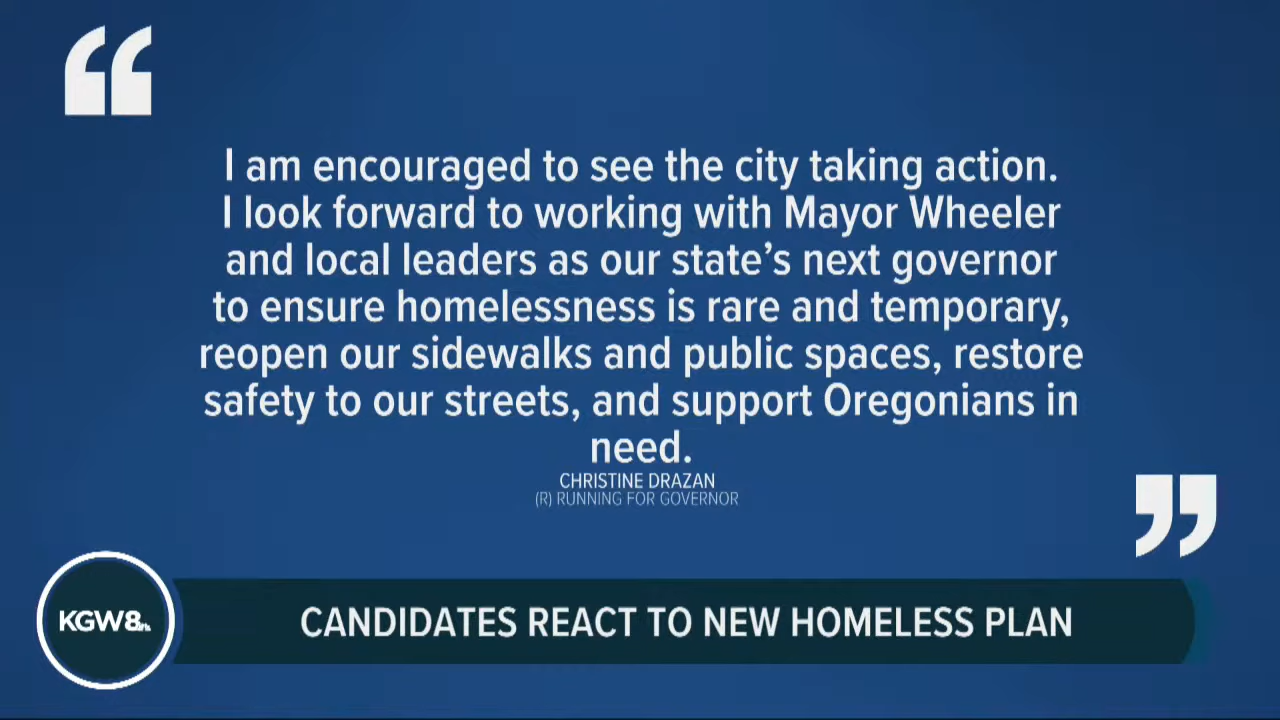 “
I am encouraged to see the city taking action.
I look forward to working with Mayor Wheeler
and local leaders as our state’s next governor
to ensure homelessness is rare and temporary,
reopen our sidewalks and public spaces, restore
safety to our streets, and support Oregonians in
need.
CHRISTINE DRAZAN
(R) RUNNING FOR GOVERNOR
”
KGW8
CANDIDATES REACT TO NEW HOMELESS PLAN